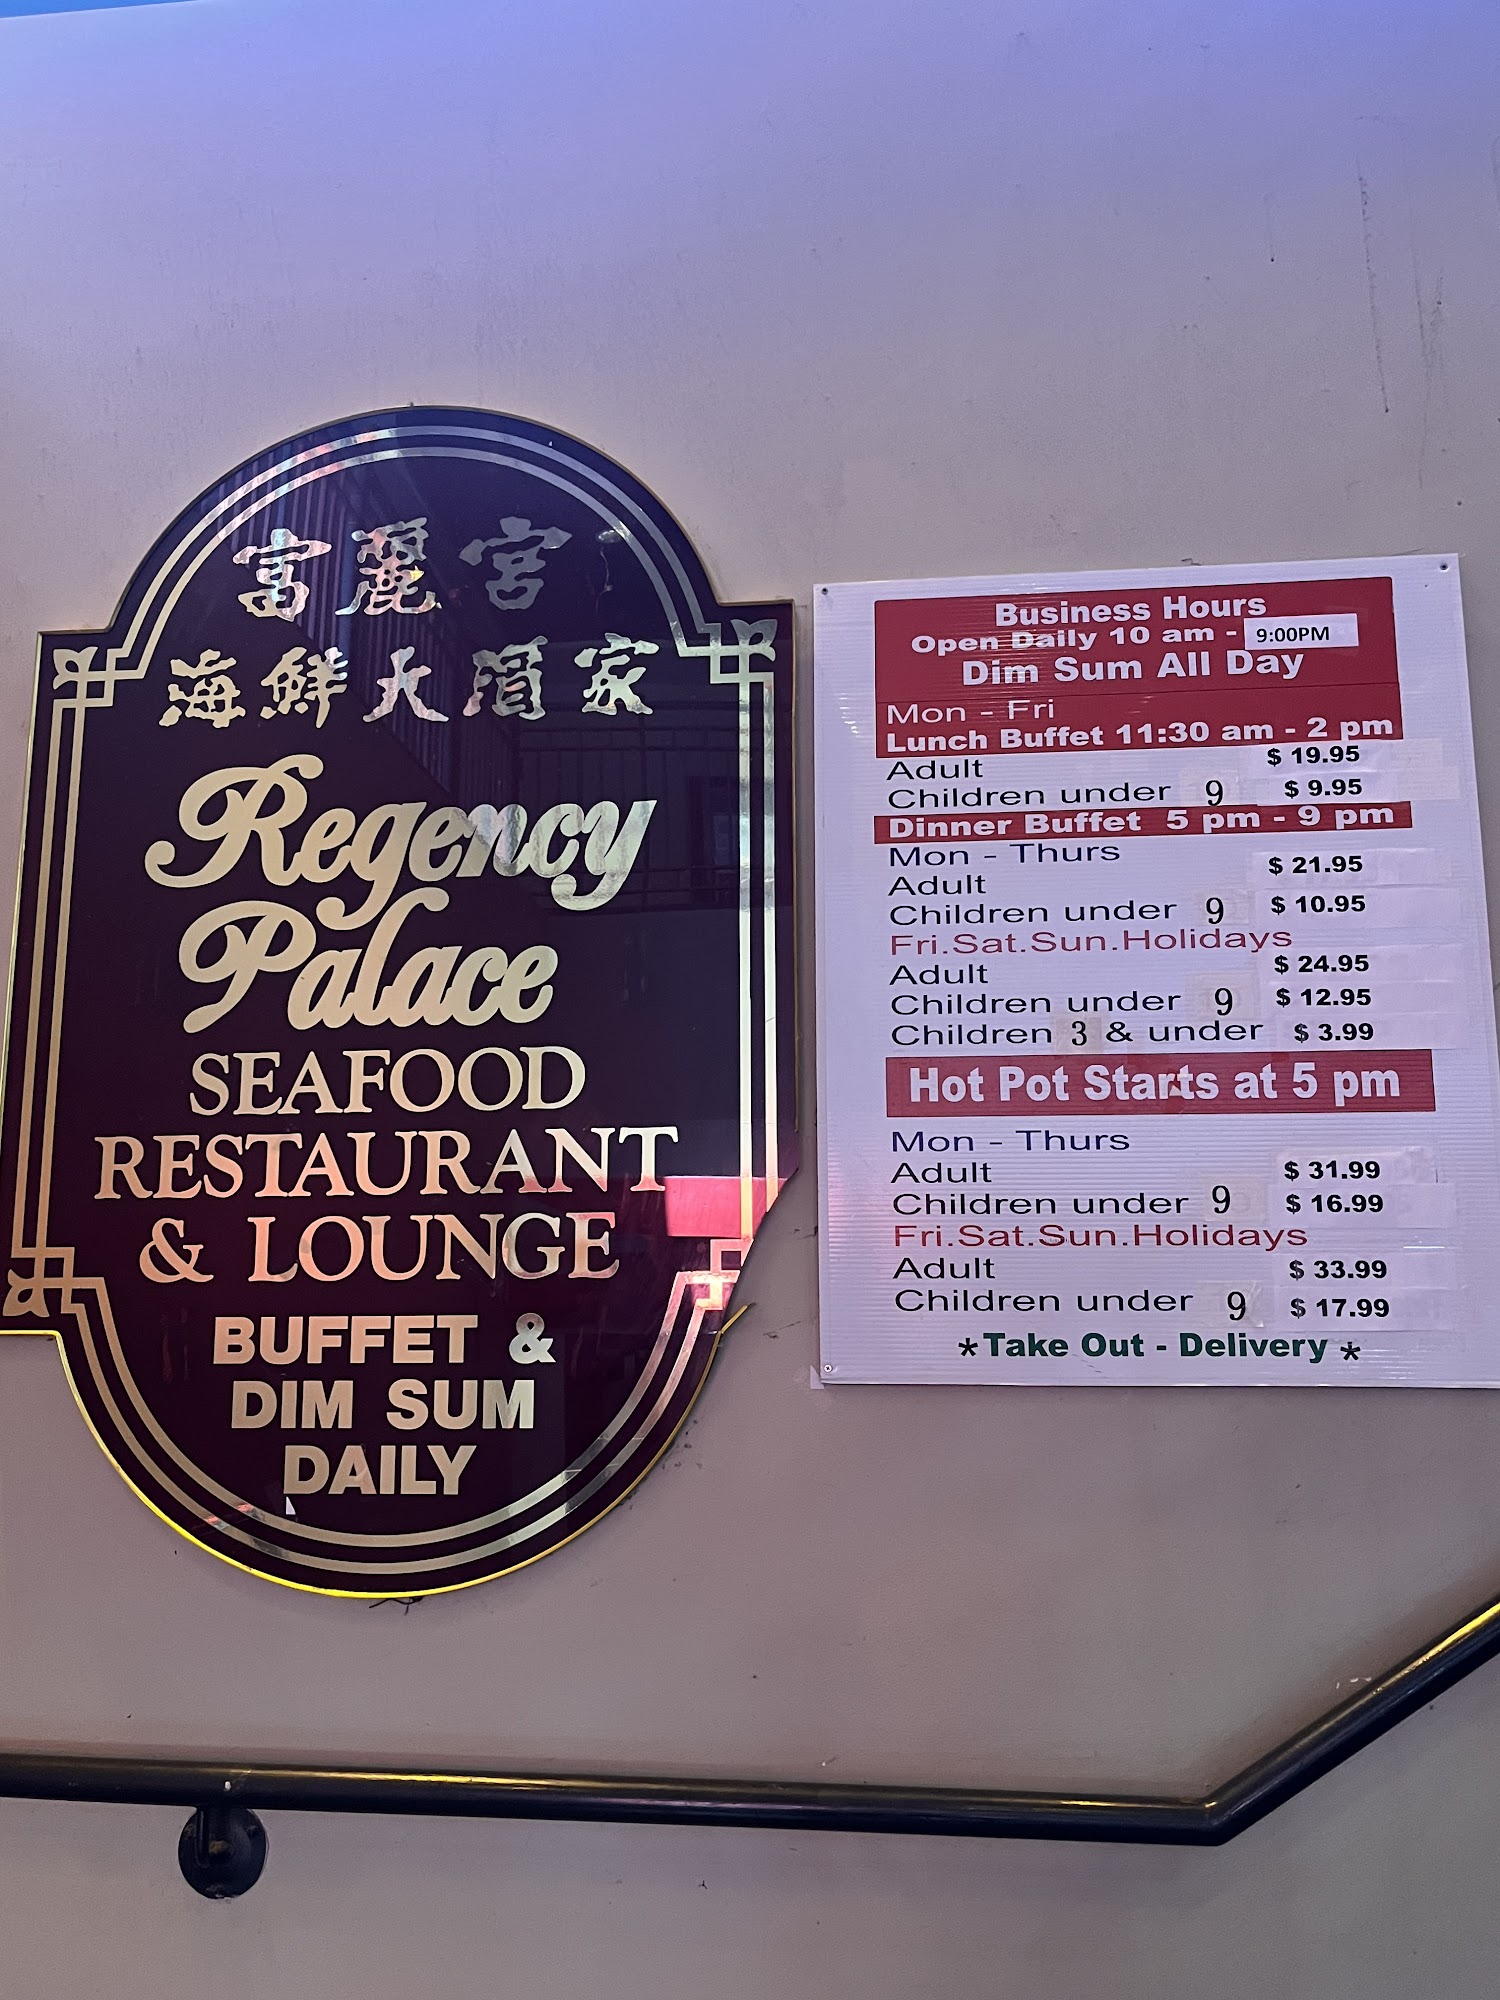 富麗宮
海鮮大酒家
Regency
Palace
SEAFOOD
RESTAURANT
& LOUNGE
BUFFET &
DIM SUM
DAILY
Business Hours
Open Daily 10 am - 9:00PM
Dim Sum All Day
Mon - Fri
Lunch Buffet 11:30 am - 2 pm
Adult $ 19.95
Children under 9 $ 9.95
Dinner Buffet 5 pm - 9 pm
Mon - Thurs
Adult $ 21.95
Children under 9 $ 10.95
Fri.Sat.Sun.Holidays
Adult $ 24.95
Children under 9 $ 12.95
Children 3 & under $ 3.99
Hot Pot Starts at 5 pm
Mon - Thurs
Adult $ 31.99
Children under 9 $ 16.99
Fri.Sat.Sun.Holidays
Adult $ 33.99
Children under 9 $ 17.99
*Take Out - Delivery *